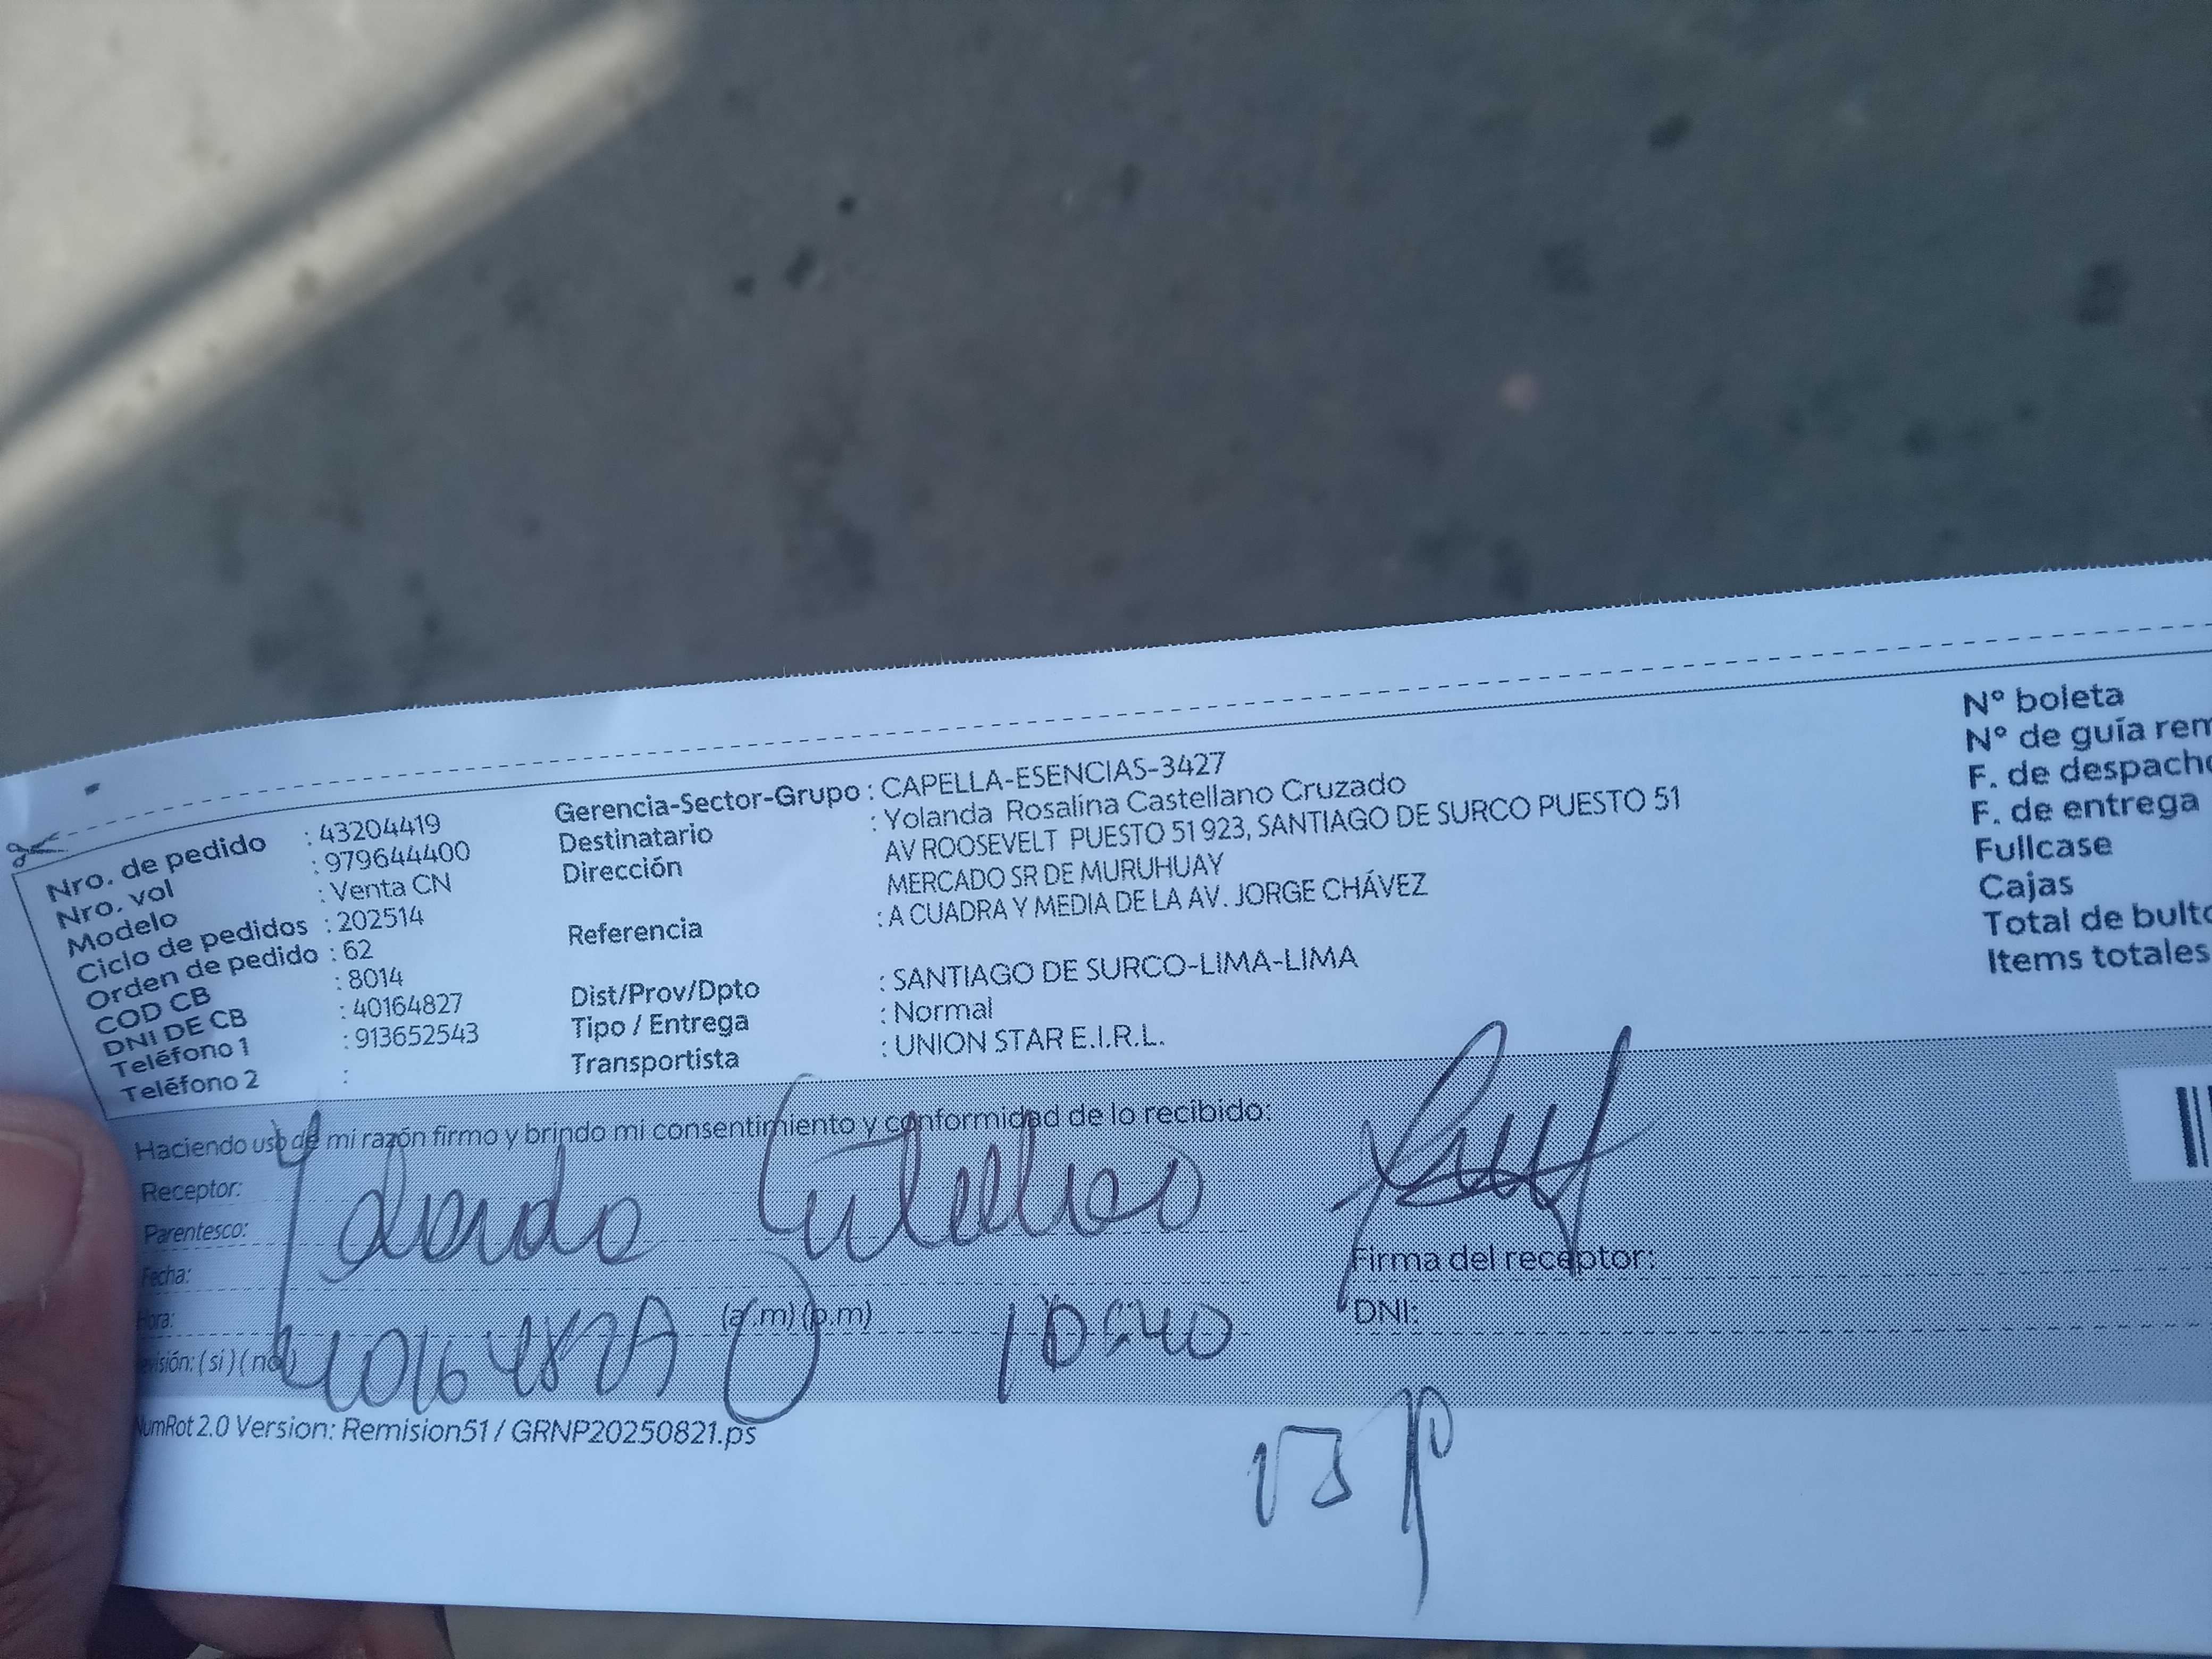 Nro. de pedido : 43204419
Nro. vol : 979644400
Modelo : Venta CN
Ciclo de pedidos : 202514
Orden de pedido : 62
COD CB : 8014
DNI DE CB : 40164827
Teléfono 1 : 913652543
Teléfono 2 :
Gerencia-Sector-Grupo : CAPELLA-ESENCIAS-3427
Destinatario : Yolanda Rosalina Castellano Cruzado
Dirección AV ROOSEVELT PUESTO 51 923, SANTIAGO DE SURCO PUESTO 51
MERCADO SR DE MURUHUAY
Referencia : A CUADRA Y MEDIA DE LA AV. JORGE CHÁVEZ
Dist/Prov/Dpto : SANTIAGO DE SURCO-LIMA-LIMA
Tipo / Entrega : Normal
Transportista : UNION STAR E.I.R.L.
N° boleta
N° de guía rem
F. de despacho
F. de entrega
Fullcase
Cajas
Total de bulto
Items totales
Haciendo uso de mi razón firmo y brindo mi consentimiento y conformidad de lo recibido:
Receptor: Yolanda Castellano
Parentesco:
Fecha:
Firma del receptor:
Hora: (a.m) (p.m) 10:40
DNI:
evisión: ( si ) ( no )
NumRot 2.0 Version: Remision51 / GRNP20250821.ps